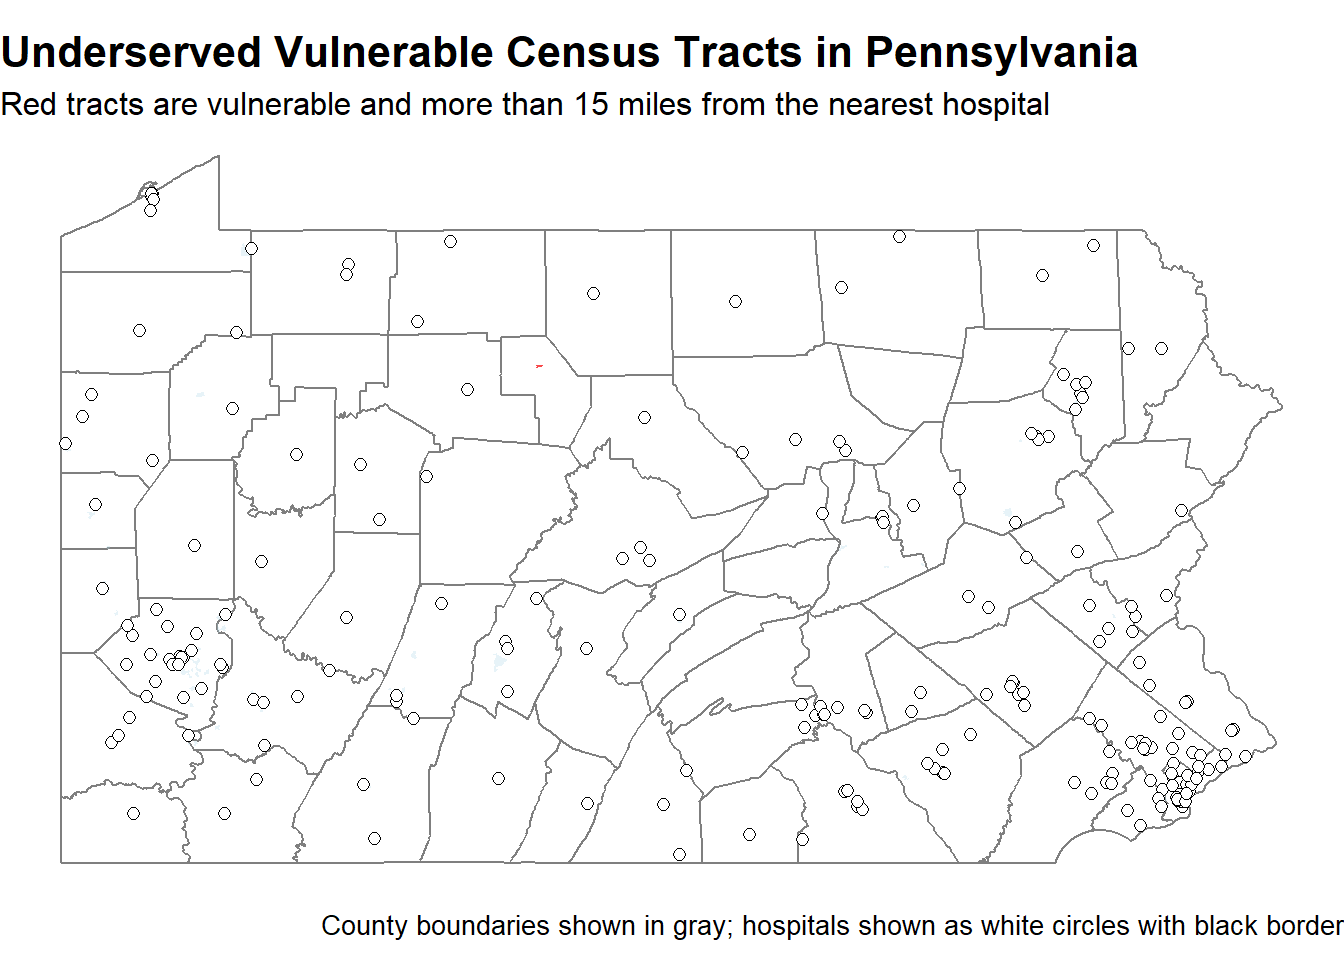 Underserved Vulnerable Census Tracts in Pennsylvania
Red tracts are vulnerable and more than 15 miles from the nearest hospital
County boundaries shown in gray; hospitals shown as white circles with black border